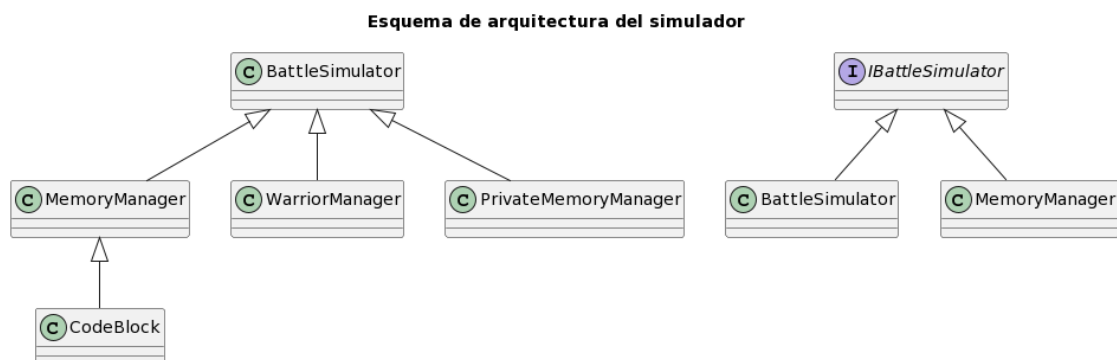 Esquema de arquitectura del simulador
C BattleSimulator
I IBattleSimulator
C MemoryManager
C WarriorManager
C PrivateMemoryManager
C BattleSimulator
C MemoryManager
C CodeBlock